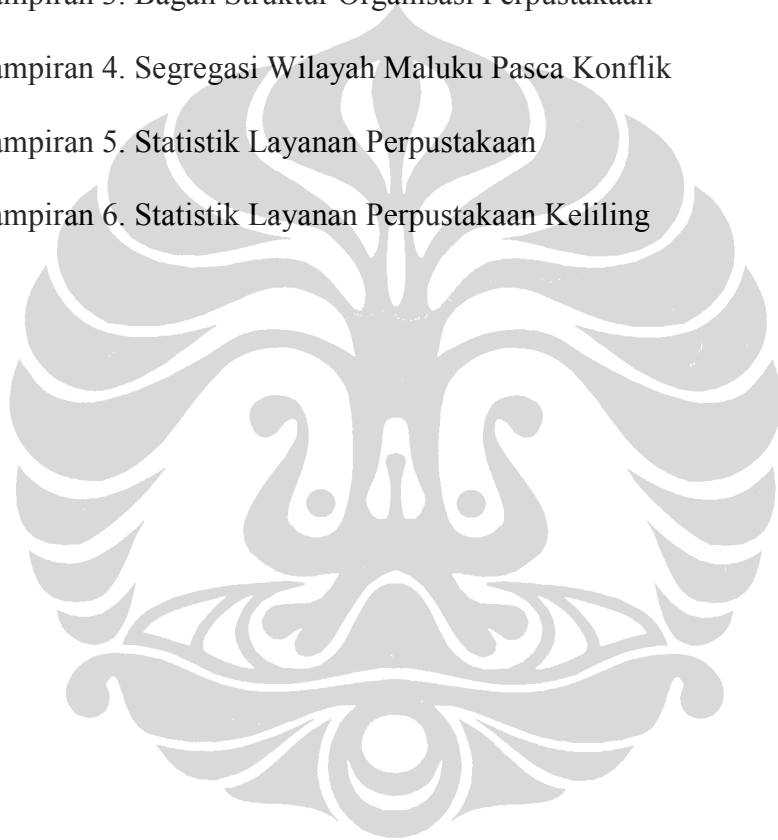 ampiran 3. Bagan Struktur Organisasi Perpustakaan
ampiran 4. Segregasi Wilayah Maluku Pasca Konflik
ampiran 5. Statistik Layanan Perpustakaan
ampiran 6. Statistik Layanan Perpustakaan Keliling